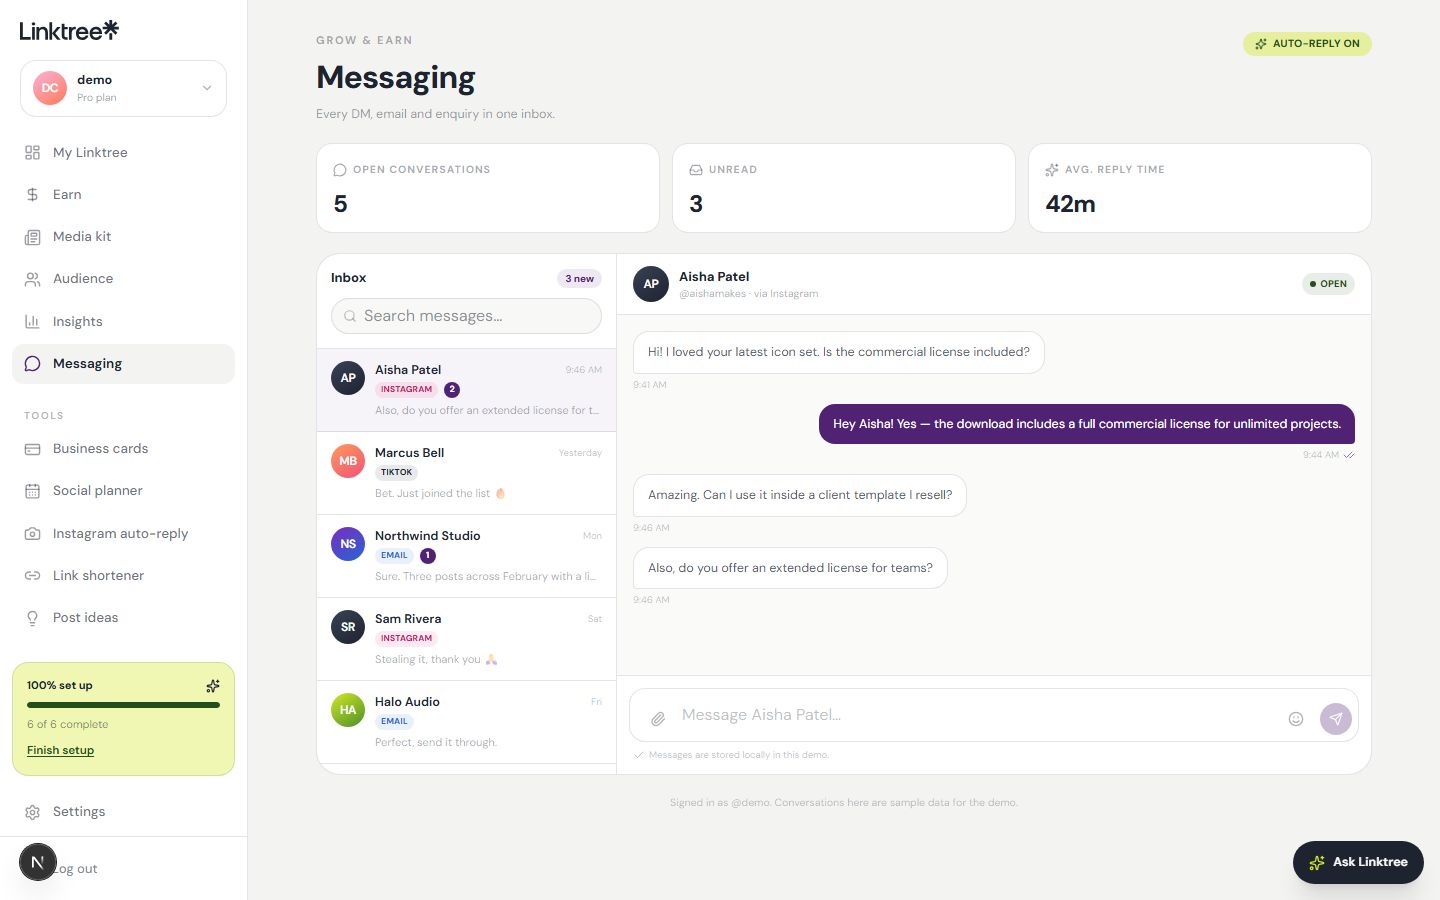 Linktree
DC
demo
Pro plan
My Linktree
Earn
Media kit
Audience
Insights
Messaging
TOOLS
Business cards
Social planner
Instagram auto-reply
Link shortener
Post ideas
100% set up
6 of 6 complete
Finish setup
Settings
N
Log out
GROW & EARN
AUTO-REPLY ON
Messaging
Every DM, email and enquiry in one inbox.
OPEN CONVERSATIONS
5
UNREAD
3
AVG. REPLY TIME
42m
Inbox
3 new
Search messages...
AP
Aisha Patel
9:46 AM
INSTAGRAM
2
Also, do you offer an extended license for t...
MB
Marcus Bell
Yesterday
TIKTOK
Bet. Just joined the list 🔥
NS
Northwind Studio
Mon
EMAIL
1
Sure. Three posts across February with a li...
SR
Sam Rivera
Sat
INSTAGRAM
Stealing it, thank you 🙏
HA
Halo Audio
Fri
EMAIL
Perfect, send it through.
AP
Aisha Patel
@aishamakes · via Instagram
OPEN
Hi! I loved your latest icon set. Is the commercial license included?
9:41 AM
Hey Aisha! Yes — the download includes a full commercial license for unlimited projects.
9:44 AM
Amazing. Can I use it inside a client template I resell?
9:46 AM
Also, do you offer an extended license for teams?
9:46 AM
Message Aisha Patel...
Messages are stored locally in this demo.
Signed in as @demo. Conversations here are sample data for the demo.
Ask Linktree